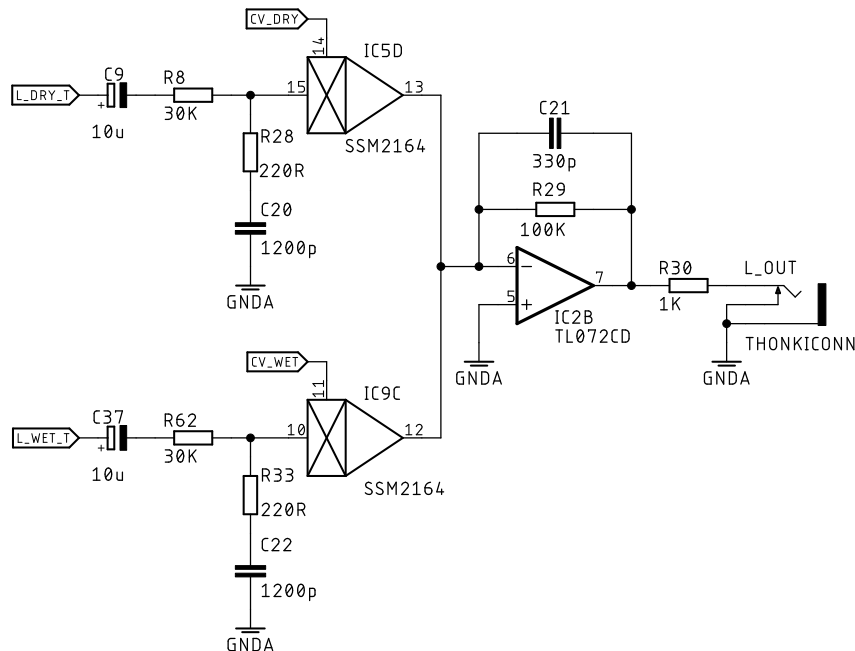 CV_DRY
14
IC5D
L_DRY_T
C9
+
10u
R8
30K
15
13
SSM2164
R28
220R
C20
1200p
GNDA
C21
330p
R29
100K
6
-
5
+
7
IC2B
TL072CD
GNDA
R30
1K
L_OUT
THONKICONN
GNDA
CV_WET
11
IC9C
L_WET_T
C37
+
10u
R62
30K
10
12
SSM2164
R33
220R
C22
1200p
GNDA